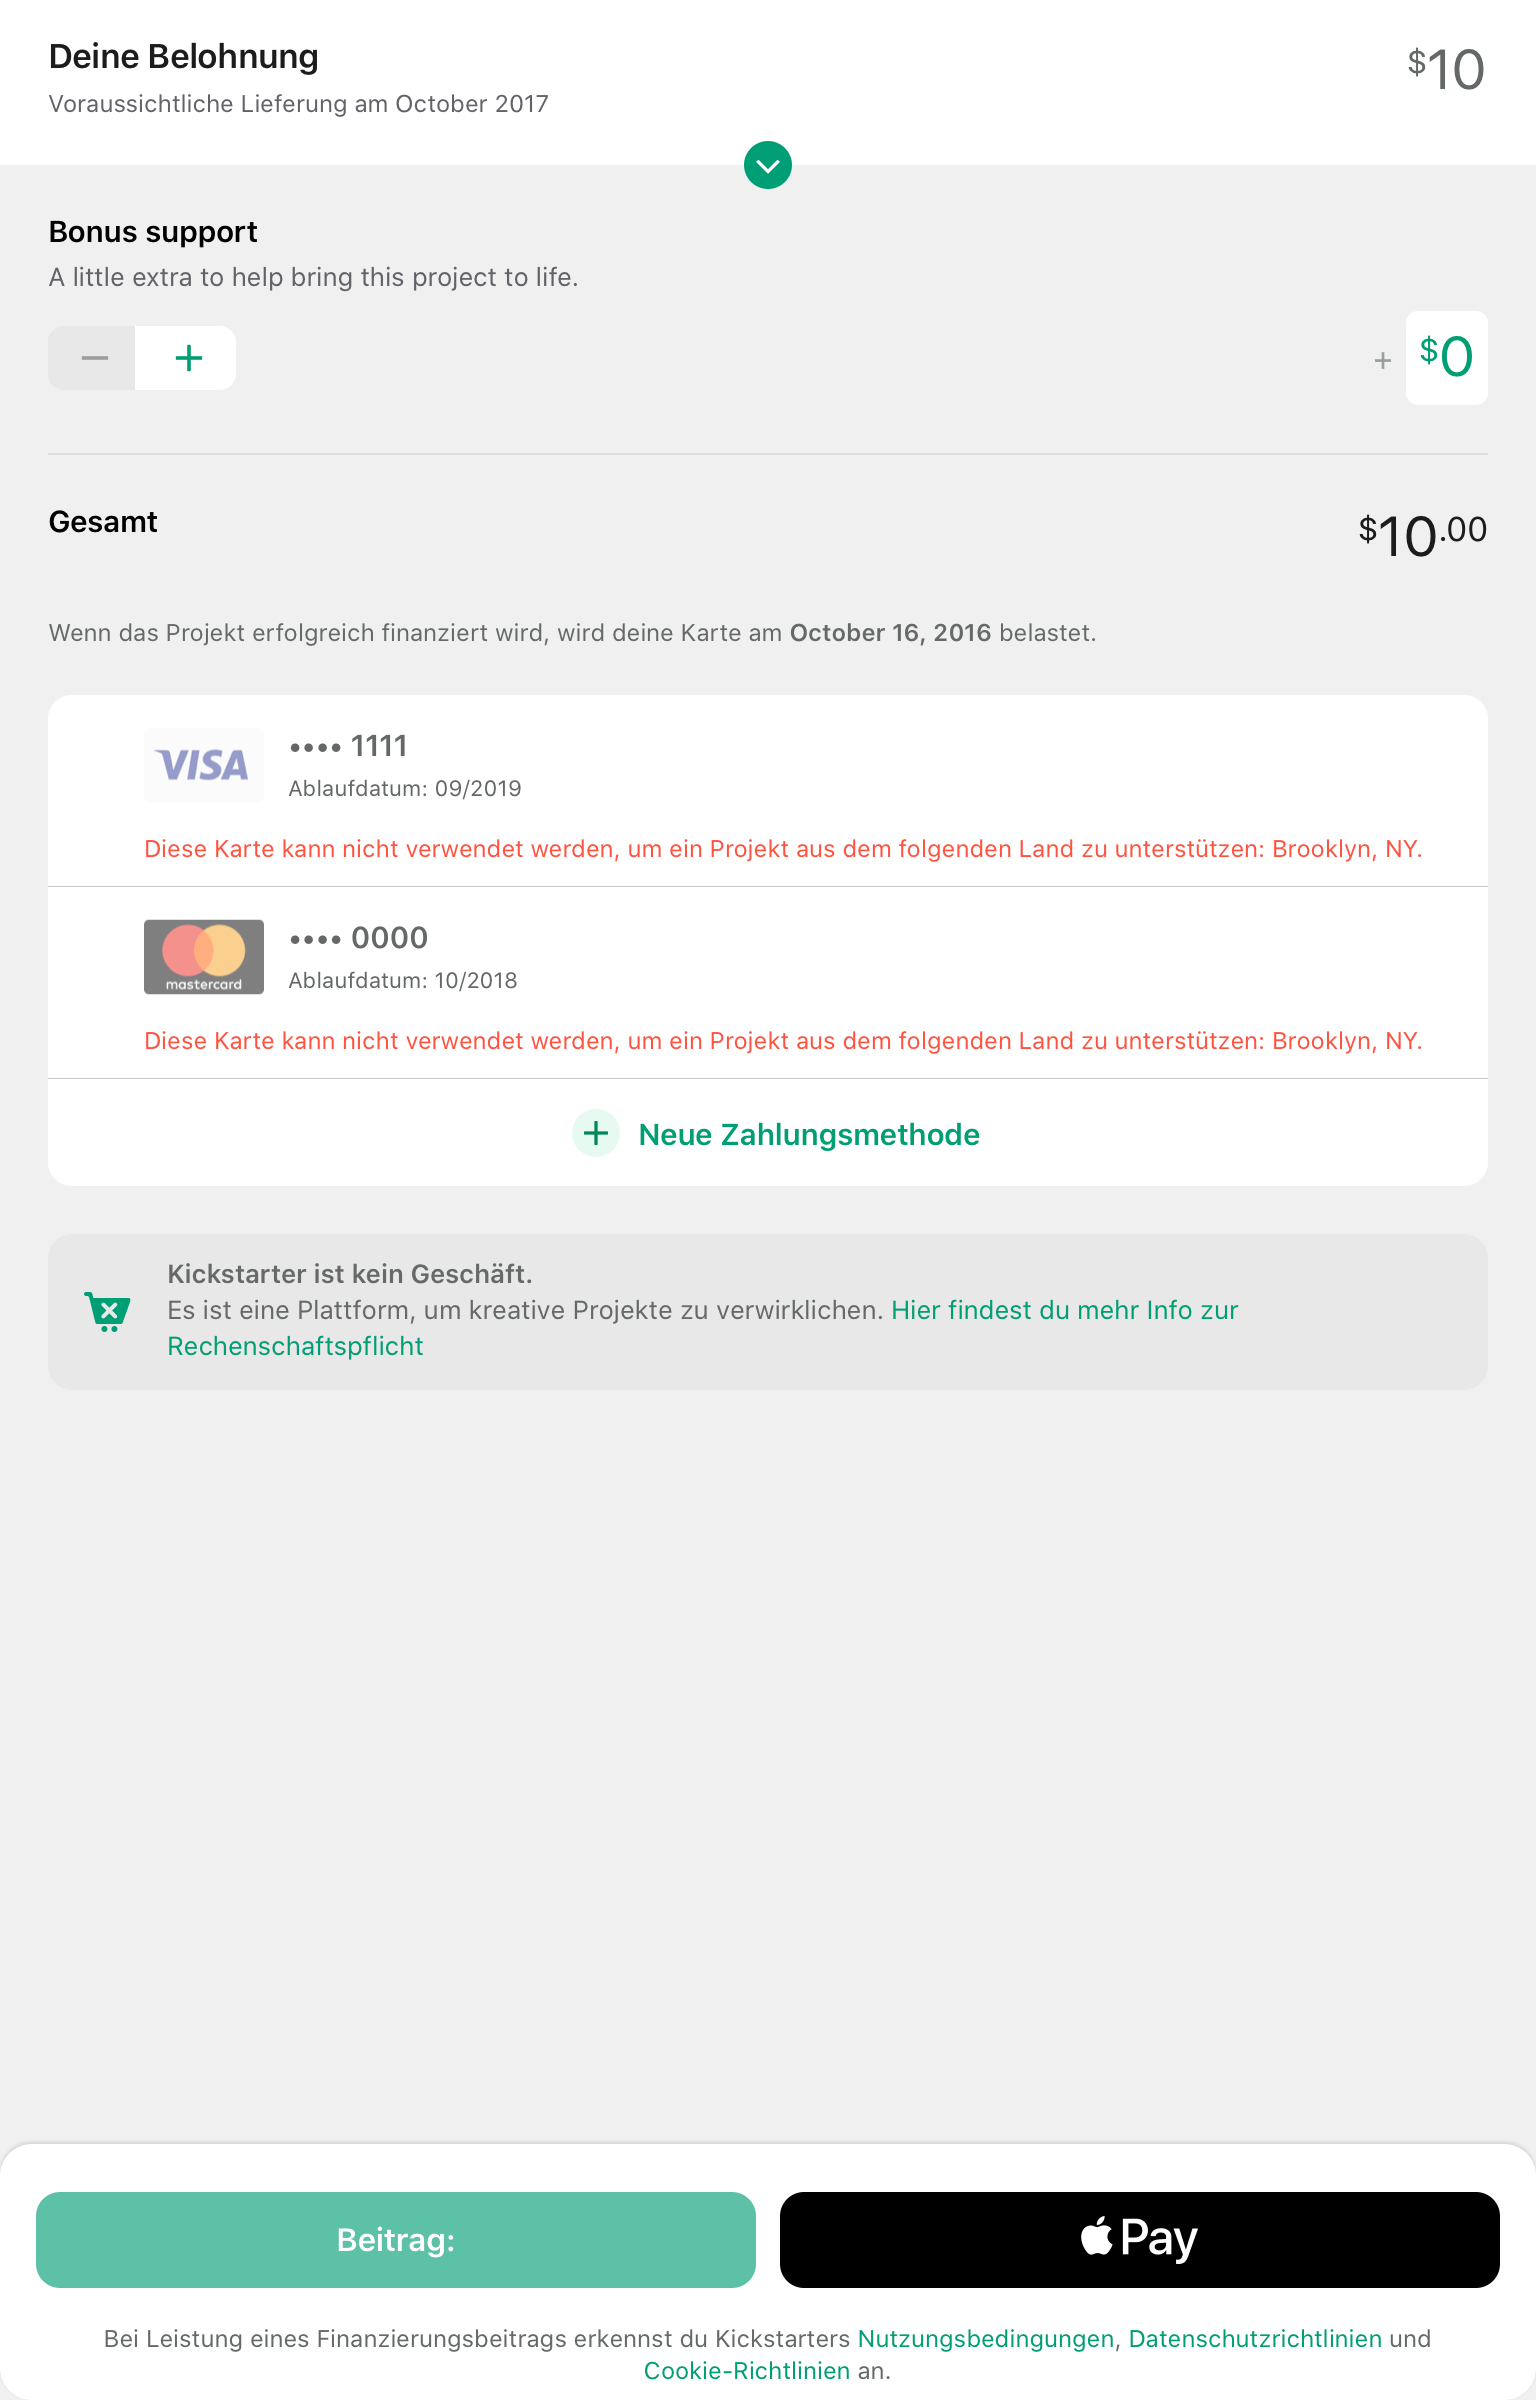 Deine Belohnung
$10
Voraussichtliche Lieferung am October 2017
Bonus support
A little extra to help bring this project to life.
+ $0
Gesamt
$10.00
Wenn das Projekt erfolgreich finanziert wird, wird deine Karte am October 16, 2016 belastet.
VISA
•••• 1111
Ablaufdatum: 09/2019
Diese Karte kann nicht verwendet werden, um ein Projekt aus dem folgenden Land zu unterstützen: Brooklyn, NY.
mastercard
•••• 0000
Ablaufdatum: 10/2018
Diese Karte kann nicht verwendet werden, um ein Projekt aus dem folgenden Land zu unterstützen: Brooklyn, NY.
Neue Zahlungsmethode
Kickstarter ist kein Geschäft.
Es ist eine Plattform, um kreative Projekte zu verwirklichen. Hier findest du mehr Info zur
Rechenschaftspflicht
Beitrag:
Pay
Bei Leistung eines Finanzierungsbeitrags erkennst du Kickstarters Nutzungsbedingungen, Datenschutzrichtlinien und
Cookie-Richtlinien an.